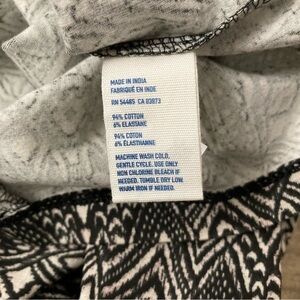 MADE IN INDIA
FABRIQUÉ EN INDE
RN 54485 CA 03873
94% COTTON
6% ELASTANE
94% COTON
6% ÉLASTHANNE
MACHINE WASH COLD,
GENTLE CYCLE. USE ONLY
NON CHLORINE BLEACH IF
NEEDED. TUMBLE DRY LOW.
WARM IRON IF NEEDED.